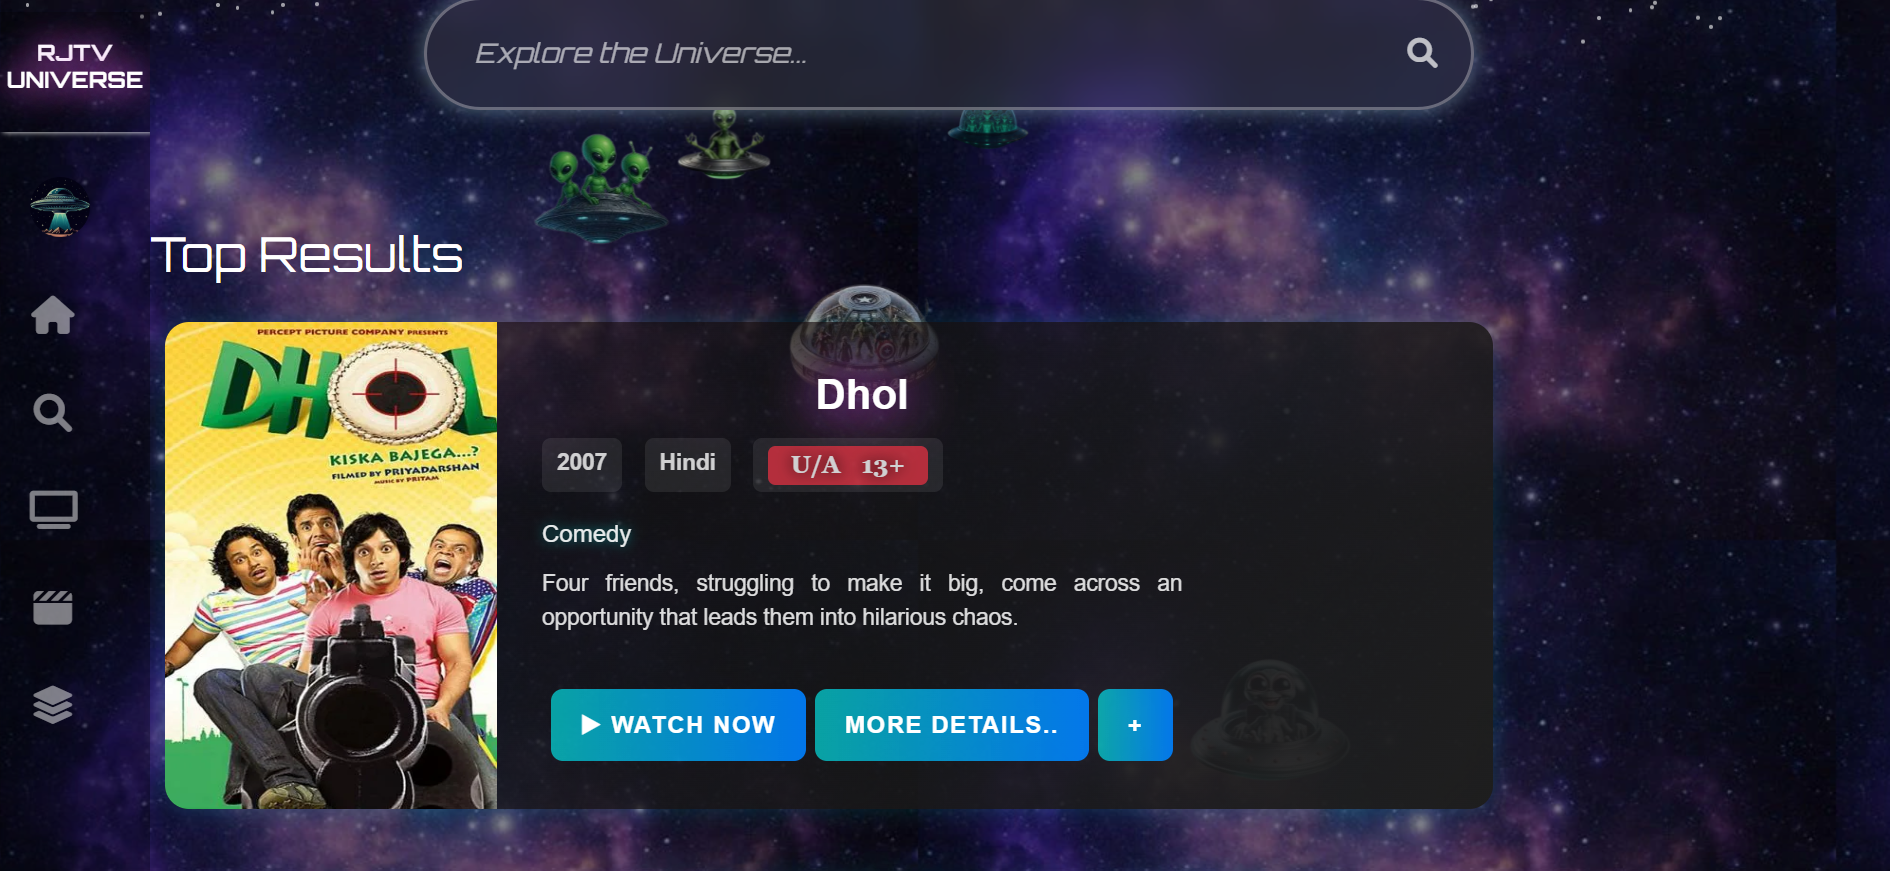 RJTV
UNIVERSE
Explore the Universe...
Top Results
PERCEPT PICTURE COMPANY PRESENTS
DHOL
KISKA BAJEGA...?
FILMED BY PRIYADARSHAN
MUSIC BY PRITAM
Dhol
2007 Hindi U/A 13+
Comedy
Four friends, struggling to make it big, come across an
opportunity that leads them into hilarious chaos.
▶ WATCH NOW MORE DETAILS.. +